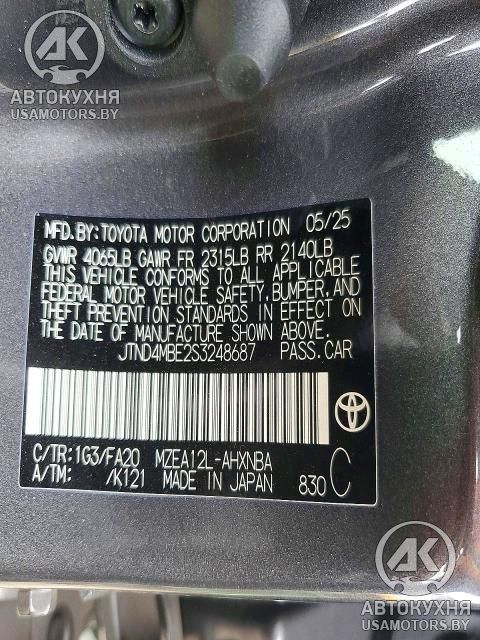 AK
АВТОКУХНЯ
USAMOTORS.BY
MFD.BY:TOYOTA MOTOR CORPORATION 05/25
GVWR 4065LB GAWR FR 2315LB RR 2140LB
THIS VEHICLE CONFORMS TO ALL APPLICABLE
FEDERAL MOTOR VEHICLE SAFETY, BUMPER, AND
THEFT PREVENTION STANDARDS IN EFFECT ON
THE DATE OF MANUFACTURE SHOWN ABOVE.
JTND4MBE2S3248687 PASS.CAR
C/TR:1G3/FA20 MZEA12L-AHXNBA
A/TM: /K121 MADE IN JAPAN 830 C
AK
АВТОКУХНЯ
USAMOTORS.BY